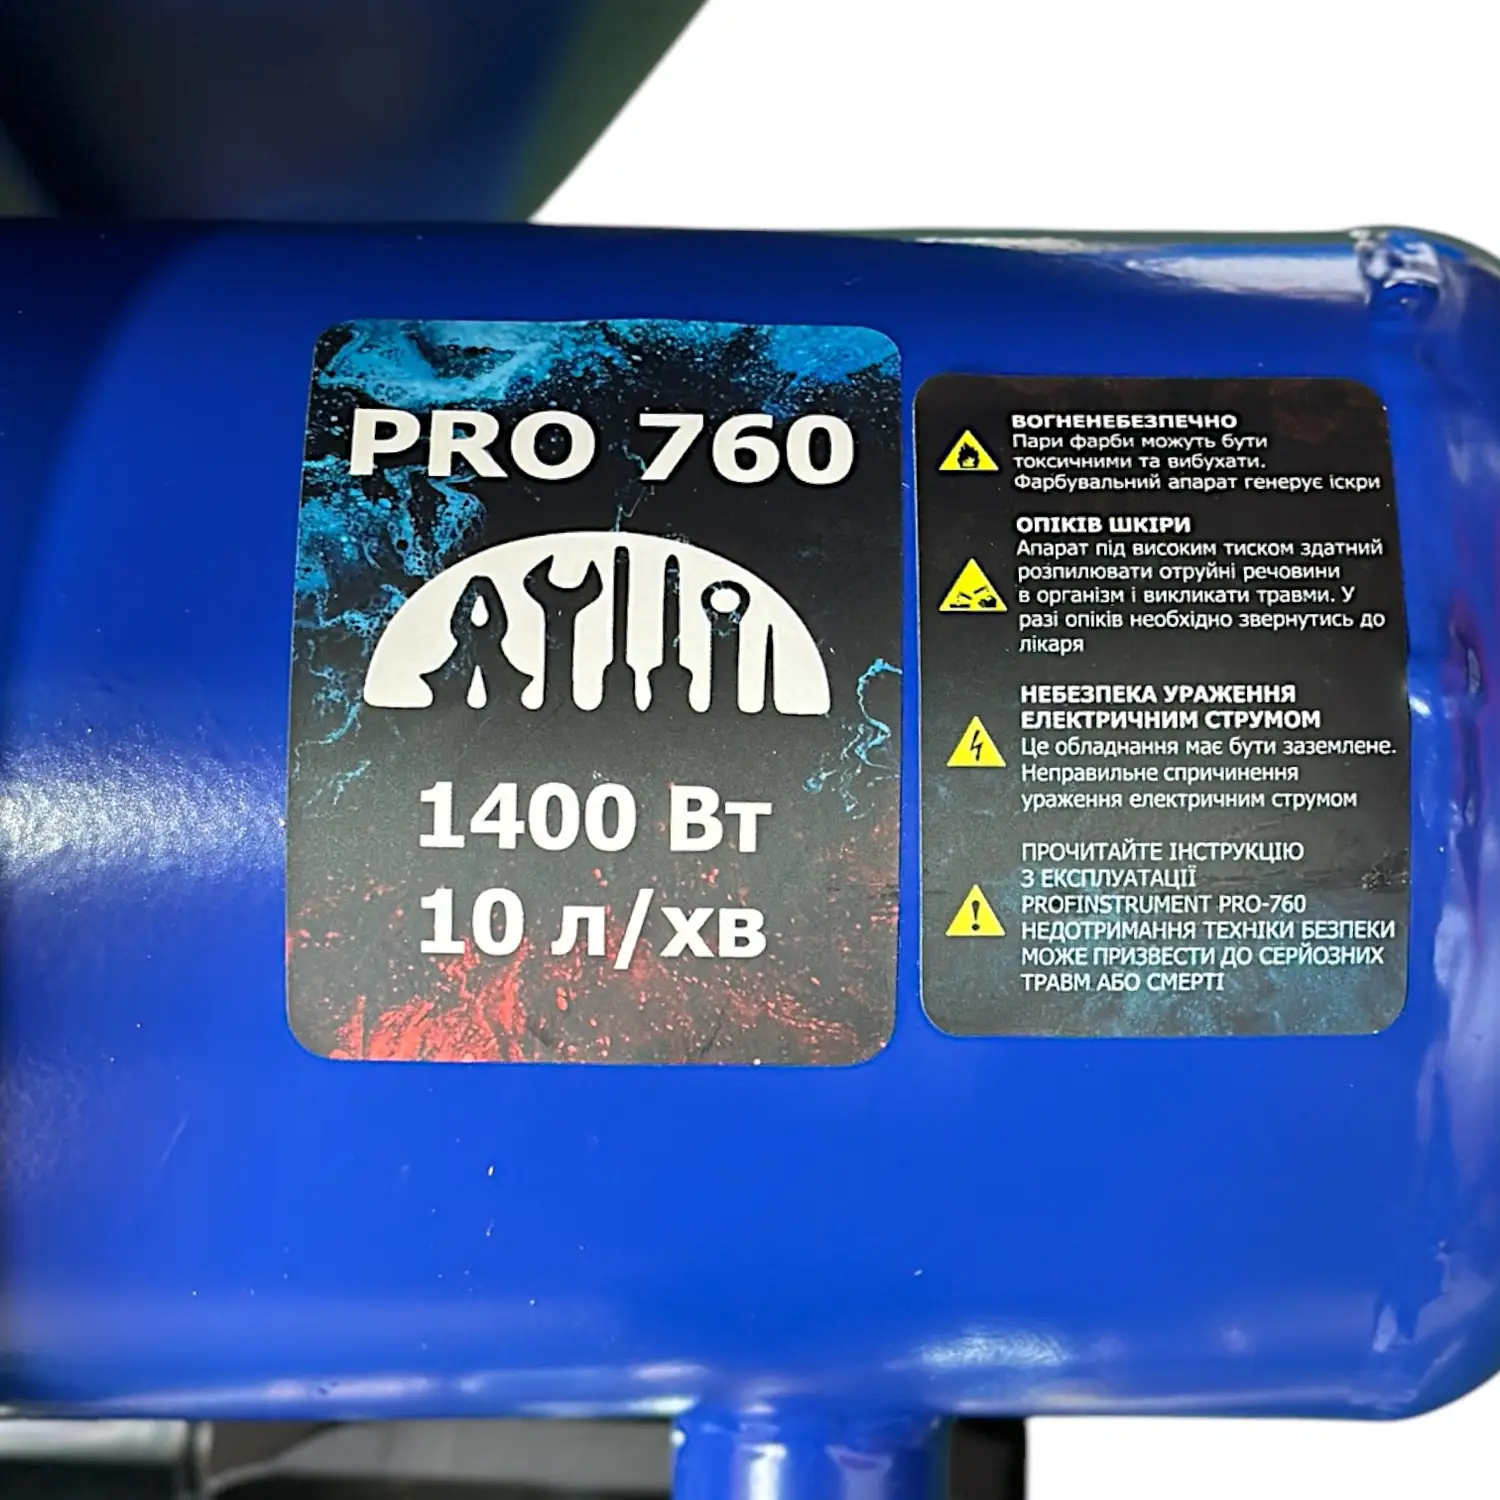 PRO 760
1400 Вт
10 л/хв
ВОГНЕНЕБЕЗПЕЧНО
Пари фарби можуть бути
токсичними та вибухати.
Фарбувальний апарат генерує іскри
ОПІКІВ ШКІРИ
Апарат під високим тиском здатний
розпилювати отруйні речовини
в організм і викликати травми. У
разі опіків необхідно звернутись до
лікаря
НЕБЕЗПЕКА УРАЖЕННЯ
ЕЛЕКТРИЧНИМ СТРУМОМ
Це обладнання має бути заземлене.
Неправильне спричинення
ураження електричним струмом
ПРОЧИТАЙТЕ ІНСТРУКЦІЮ
З ЕКСПЛУАТАЦІЇ
PROFINSTRUMENT PRO-760
НЕДОТРИМАННЯ ТЕХНІКИ БЕЗПЕКИ
МОЖЕ ПРИЗВЕСТИ ДО СЕРЙОЗНИХ
ТРАВМ АБО СМЕРТІ